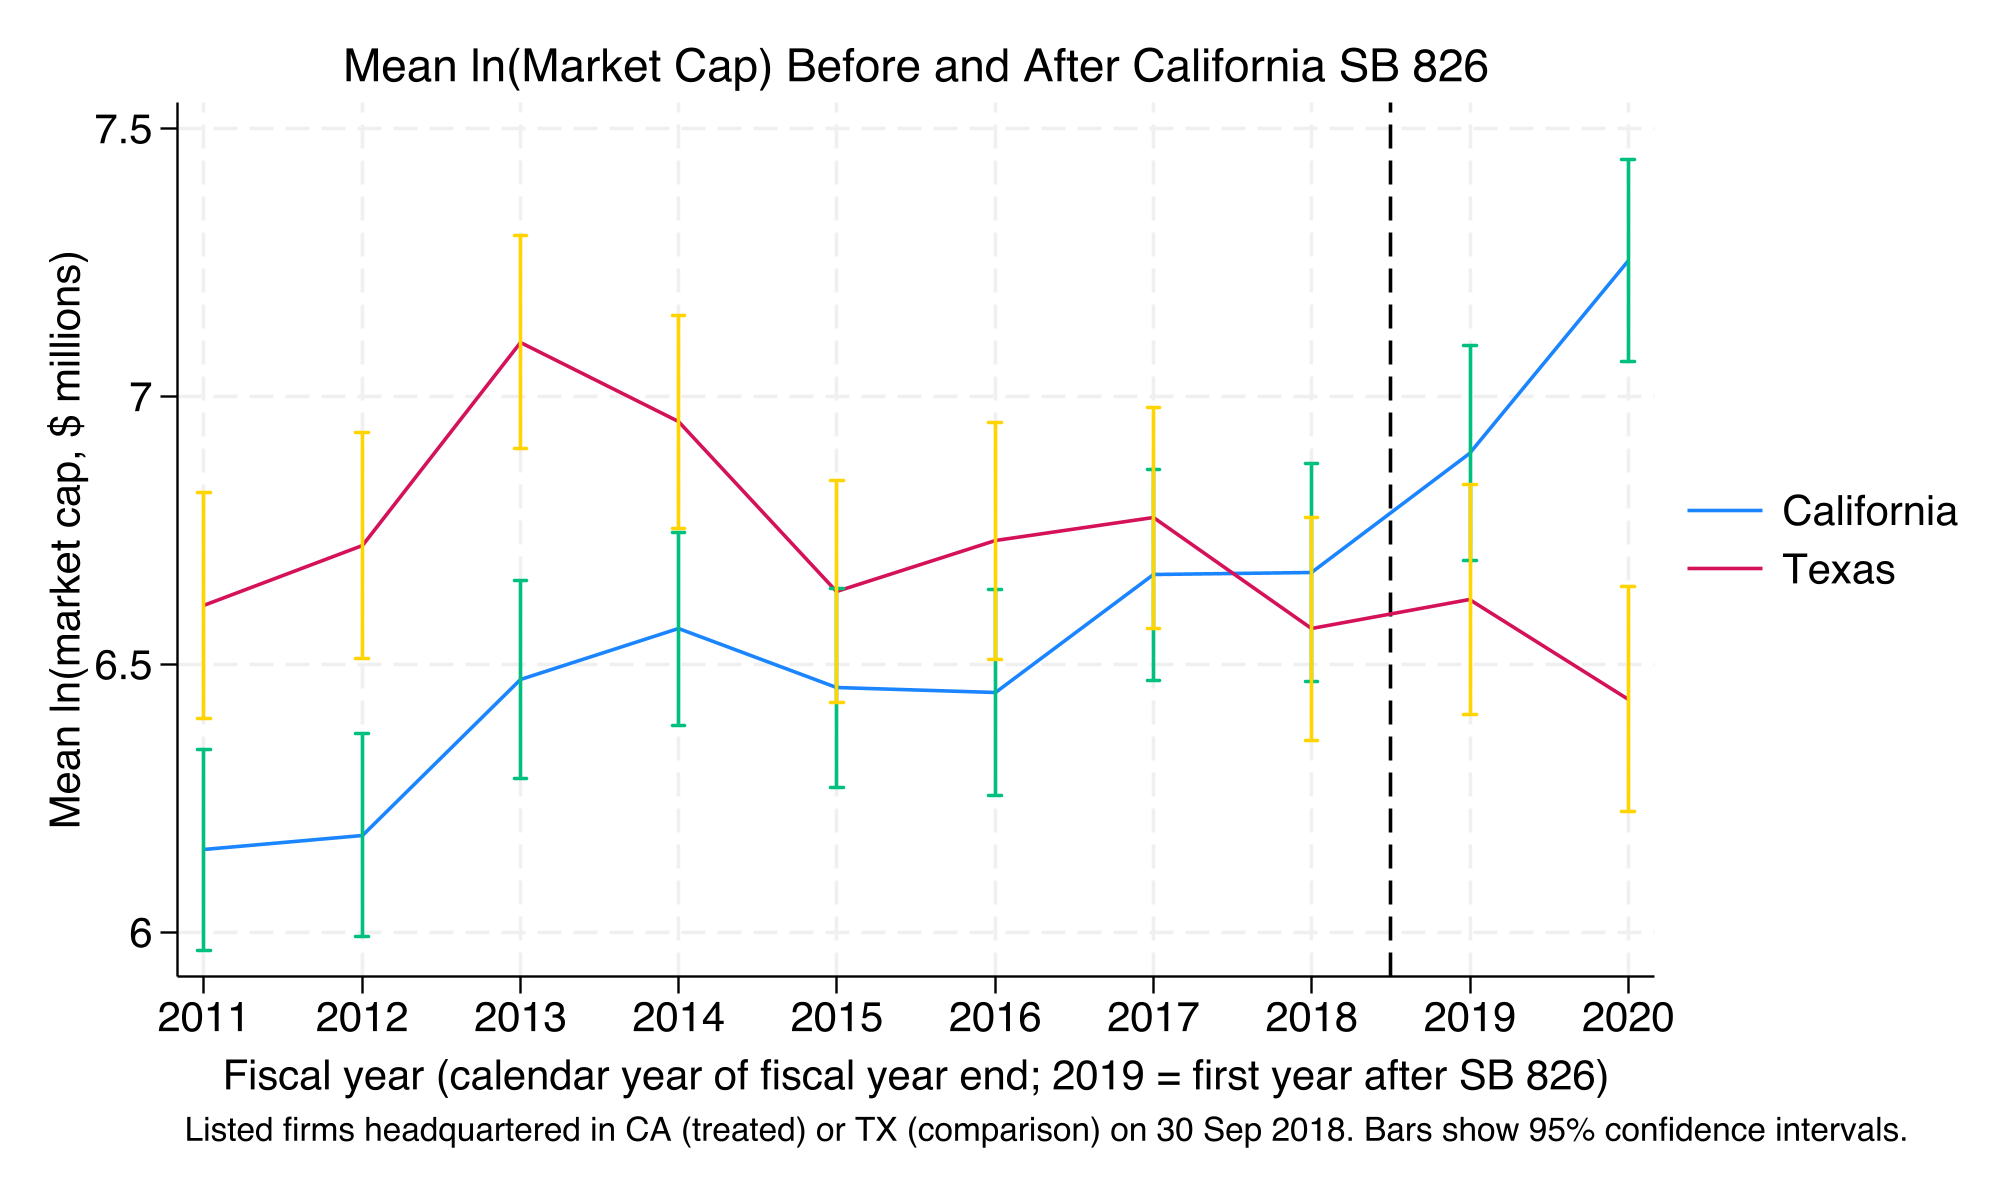 Mean ln(Market Cap) Before and After California SB 826
Mean ln(market cap, $ millions)
7.5
7
6.5
6
2011 2012 2013 2014 2015 2016 2017 2018 2019 2020
Fiscal year (calendar year of fiscal year end; 2019 = first year after SB 826)
Listed firms headquartered in CA (treated) or TX (comparison) on 30 Sep 2018. Bars show 95% confidence intervals.
California
Texas